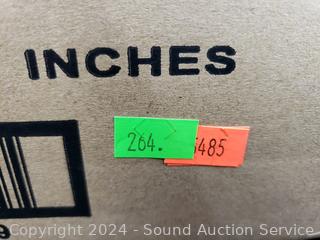 INCHES
264.
485
Copyright © 2024 - Sound Auction Service